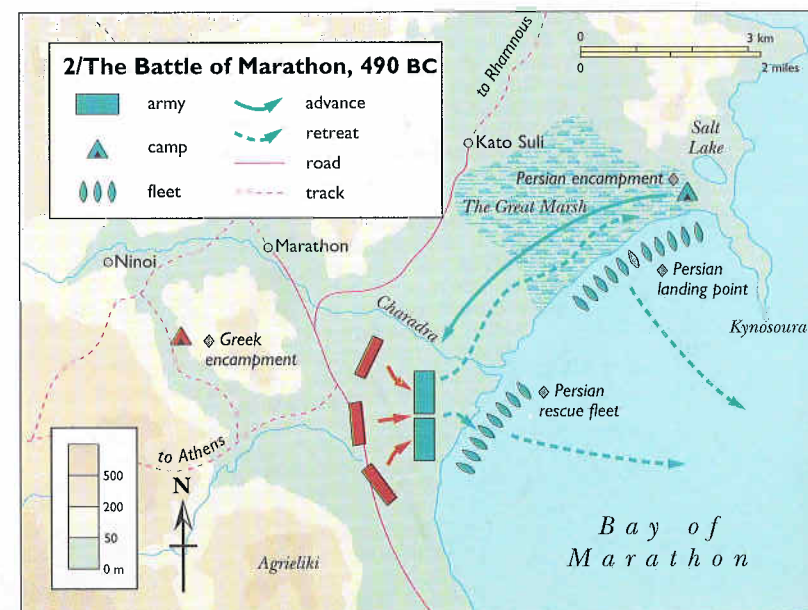 2/The Battle of Marathon, 490 BC
army
advance
camp
retreat
fleet
road
track
0 3 km
0 2 miles
to Rhamnous
Kato Suli
Salt
Lake
Persian encampment
The Great Marsh
Marathon
Ninoi
Persian
landing point
Charadra
Kynosoura
Greek
encampment
Persian
rescue fleet
to Athens
500
200
50
0 m
N
Agrieliki
Bay of
Marathon